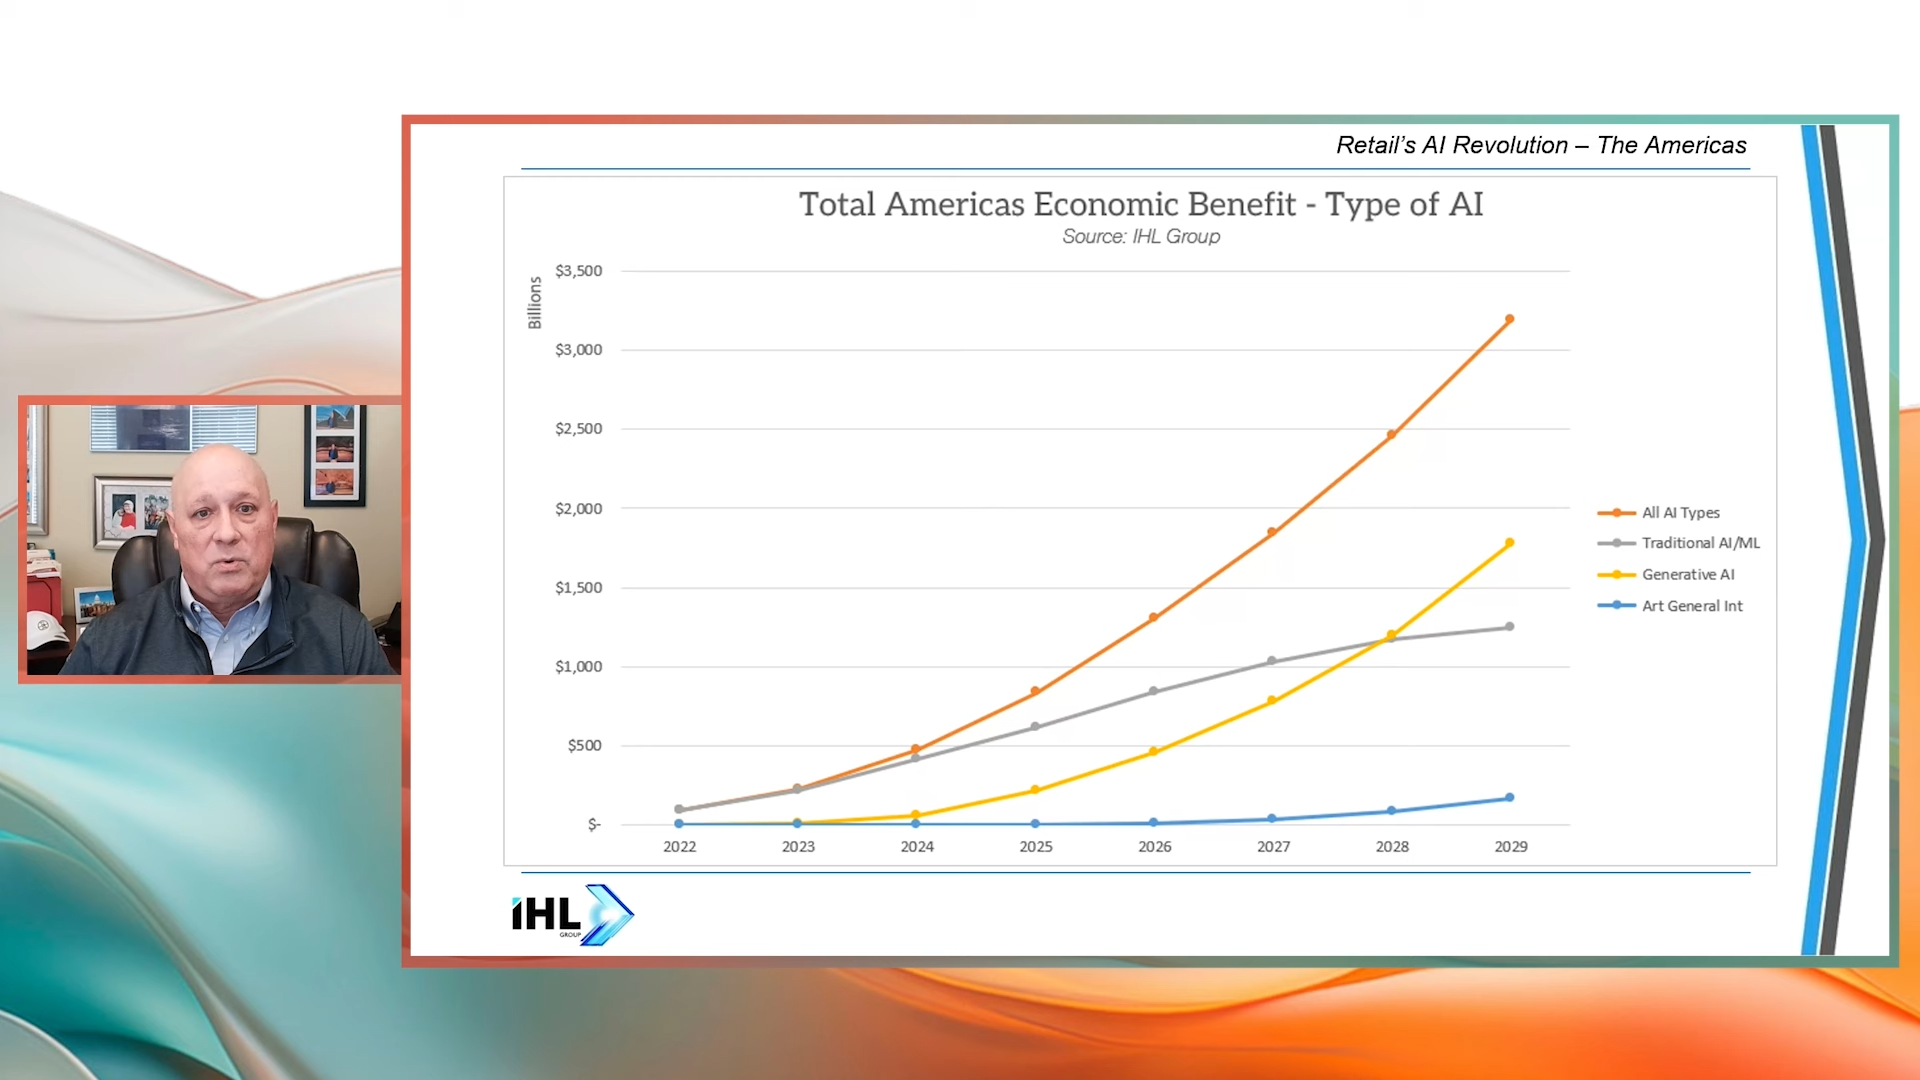 Retail's AI Revolution – The Americas
Total Americas Economic Benefit - Type of AI
Source: IHL Group
Billions
$3,500
$3,000
$2,500
$2,000
$1,500
$1,000
$500
$-
2022 2023 2024 2025 2026 2027 2028 2029
All AI Types
Traditional AI/ML
Generative AI
Art General Int
iHL
GROUP